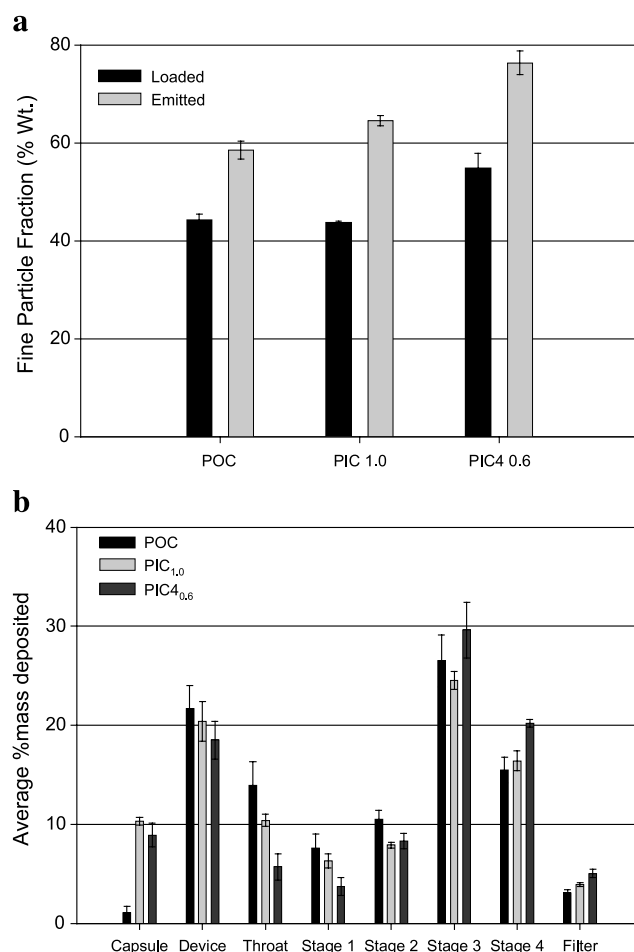 a
80
Loaded
Emitted
60
40
20
0
Fine Particle Fraction (% Wt.)
POC PIC 1.0 PIC4 0.6
b
40
POC
PIC1.0
PIC40.6
30
20
10
0
Average %mass deposited
Capsule Device Throat Stage 1 Stage 2 Stage 3 Stage 4 Filter